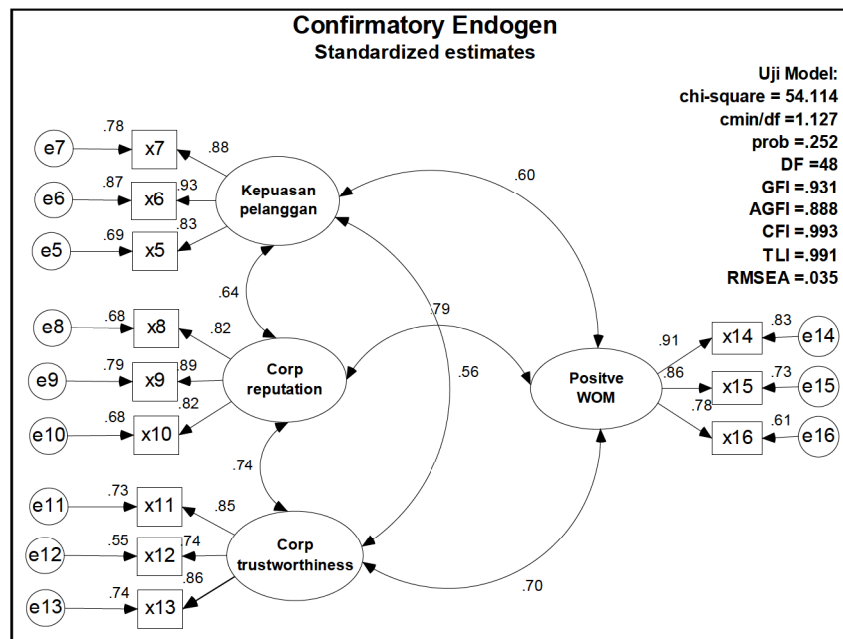 Confirmatory Endogen
Standardized estimates
Uji Model:
chi-square = 54.114
cmin/df =1.127
prob =.252
DF =48
GFI =.931
AGFI =.888
CFI =.993
TLI =.991
RMSEA =.035
e7
.78
x7
.88
e6
.87
x6
.93
e5
.69
x5
.83
Kepuasan
pelanggan
.60
.64
.79
.56
e8
.68
x8
.82
e9
.79
x9
.89
e10
.68
x10
.82
Corp
reputation
.74
e11
.73
x11
.85
e12
.55
x12
.74
e13
.74
x13
.86
Corp
trustworthiness
.70
Positve
WOM
.91
x14
.83
e14
.86
x15
.73
e15
.78
x16
.61
e16